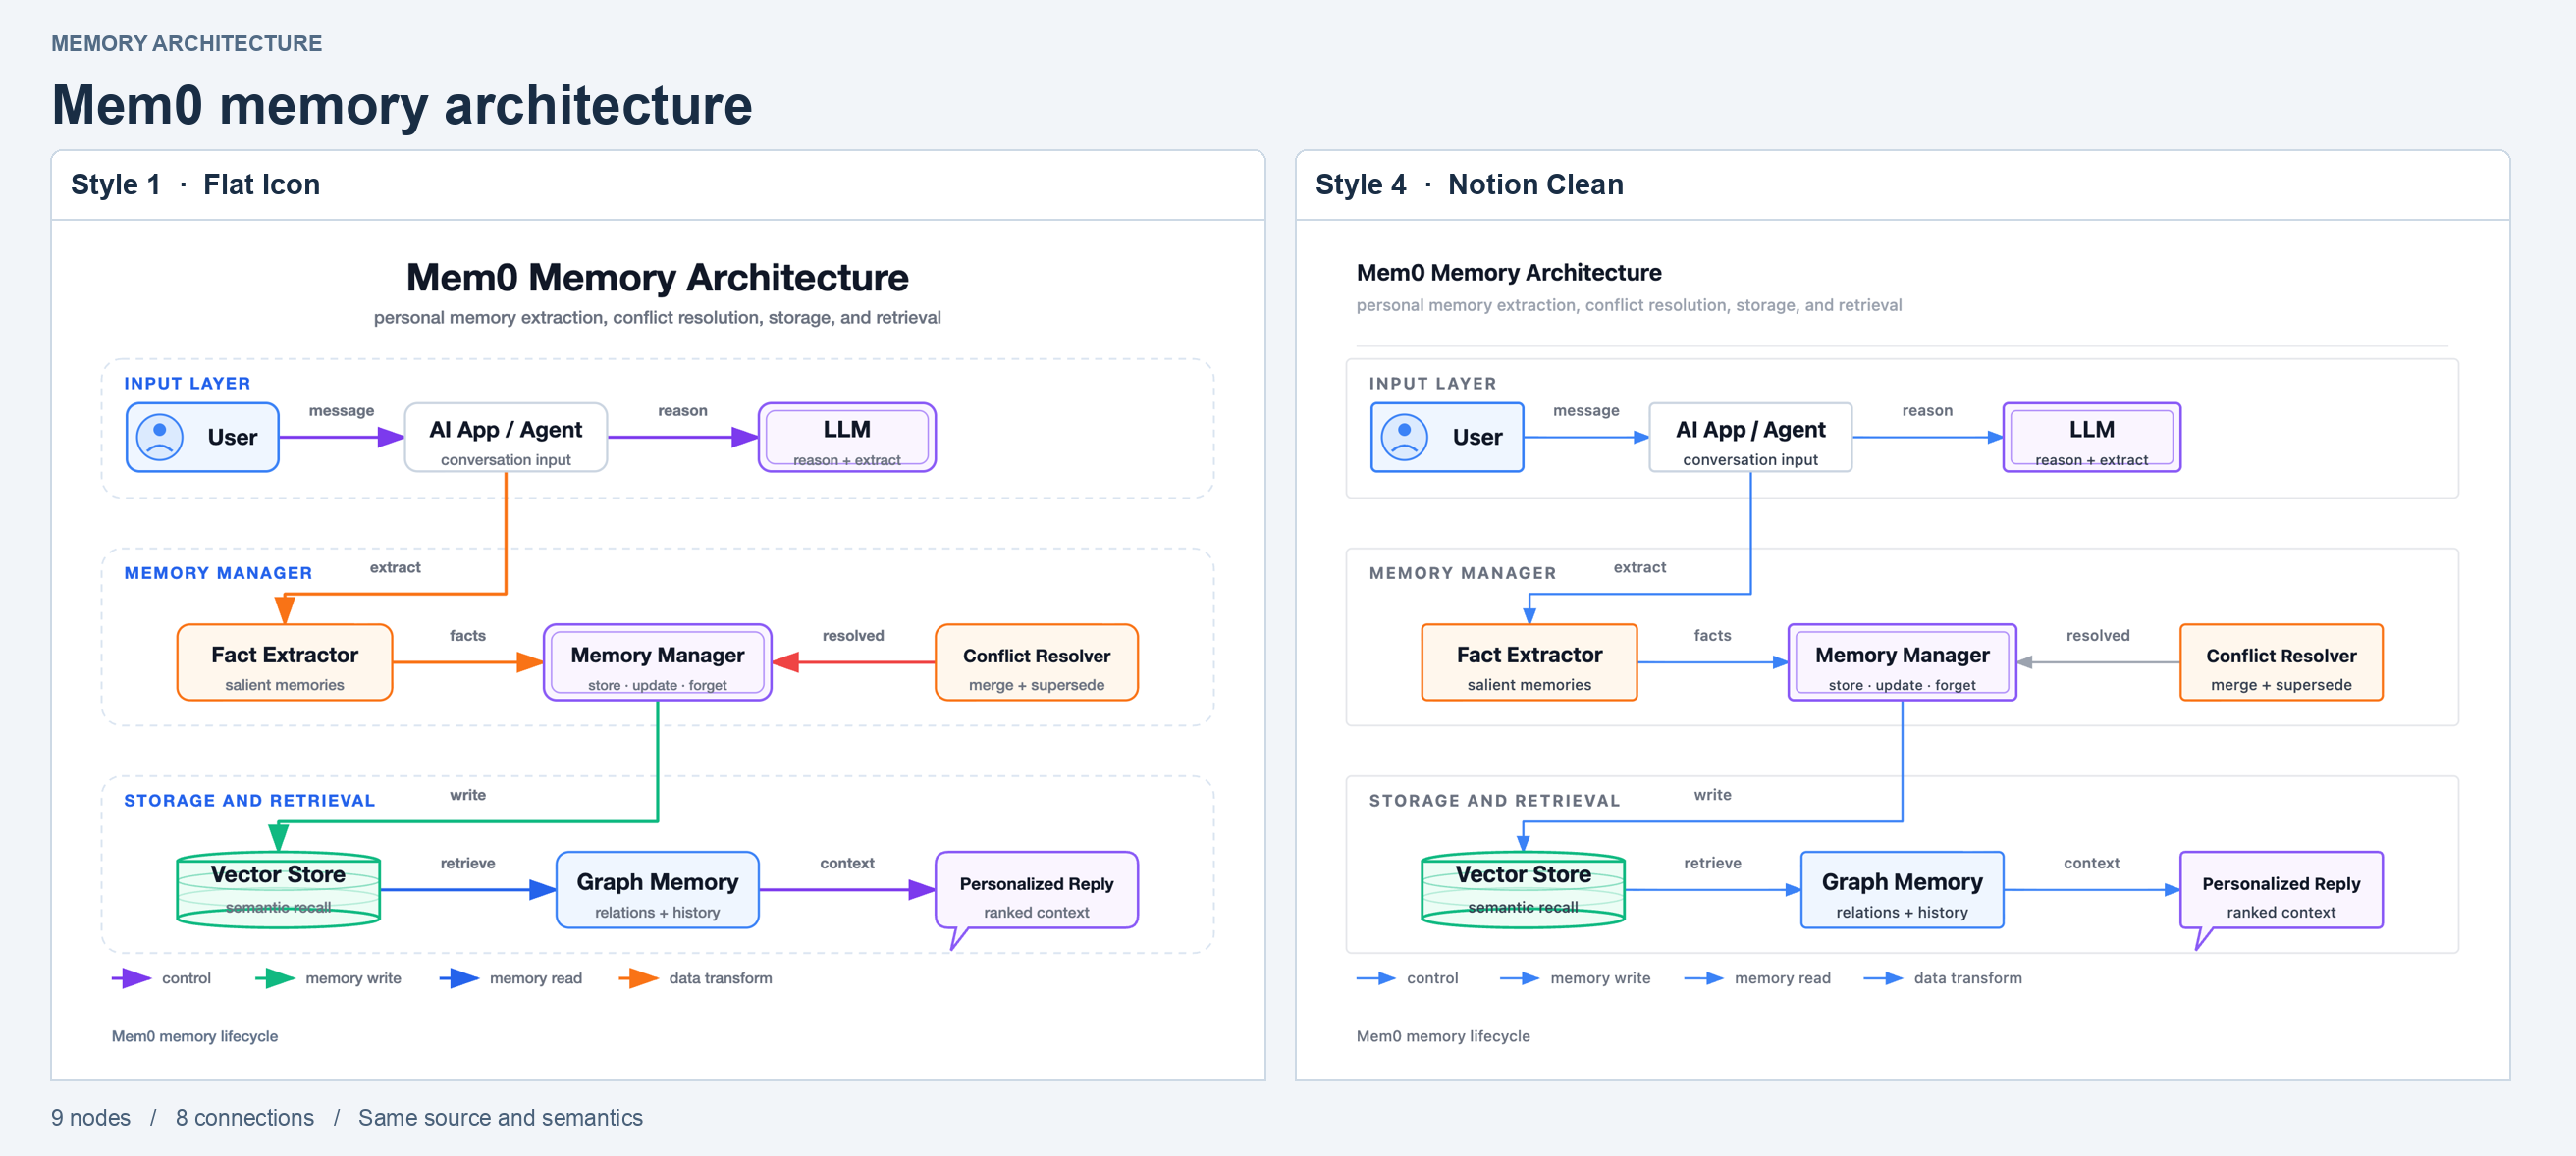 MEMORY ARCHITECTURE
Mem0 memory architecture
Style 1 · Flat Icon
Mem0 Memory Architecture
personal memory extraction, conflict resolution, storage, and retrieval
INPUT LAYER
User
message
AI App / Agent
conversation input
reason
LLM
reason + extract
MEMORY MANAGER
extract
Fact Extractor
salient memories
facts
Memory Manager
store · update · forget
resolved
Conflict Resolver
merge + supersede
STORAGE AND RETRIEVAL
write
Vector Store
semantic recall
retrieve
Graph Memory
relations + history
context
Personalized Reply
ranked context
control
memory write
memory read
data transform
Mem0 memory lifecycle
Style 4 · Notion Clean
Mem0 Memory Architecture
personal memory extraction, conflict resolution, storage, and retrieval
INPUT LAYER
User
message
AI App / Agent
conversation input
reason
LLM
reason + extract
MEMORY MANAGER
extract
Fact Extractor
salient memories
facts
Memory Manager
store · update · forget
resolved
Conflict Resolver
merge + supersede
STORAGE AND RETRIEVAL
write
Vector Store
semantic recall
retrieve
Graph Memory
relations + history
context
Personalized Reply
ranked context
control
memory write
memory read
data transform
Mem0 memory lifecycle
9 nodes / 8 connections / Same source and semantics